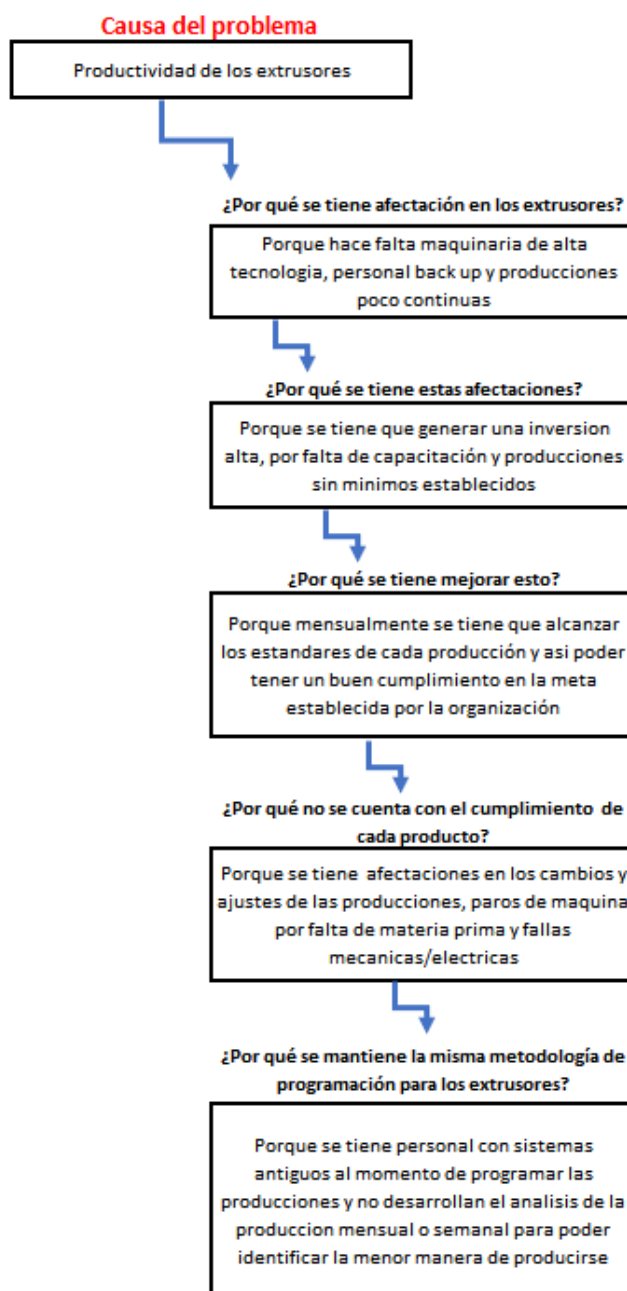 Causa del problema
Productividad de los extrusores
¿Por qué se tiene afectación en los extrusores?
Porque hace falta maquinaria de alta
tecnologia, personal back up y producciones
poco continuas
¿Por qué se tiene estas afectaciones?
Porque se tiene que generar una inversion
alta, por falta de capacitación y producciones
sin minimos establecidos
¿Por qué se tiene mejorar esto?
Porque mensualmente se tiene que alcanzar
los estandares de cada producción y asi poder
tener un buen cumplimiento en la meta
establecida por la organización
¿Por qué no se cuenta con el cumplimiento de
cada producto?
Porque se tiene afectaciones en los cambios y
ajustes de las producciones, paros de maquina
por falta de materia prima y fallas
mecanicas/electricas
¿Por qué se mantiene la misma metodología de
programación para los extrusores?
Porque se tiene personal con sistemas
antiguos al momento de programar las
producciones y no desarrollan el analisis de la
produccion mensual o semanal para poder
identificar la menor manera de producirse